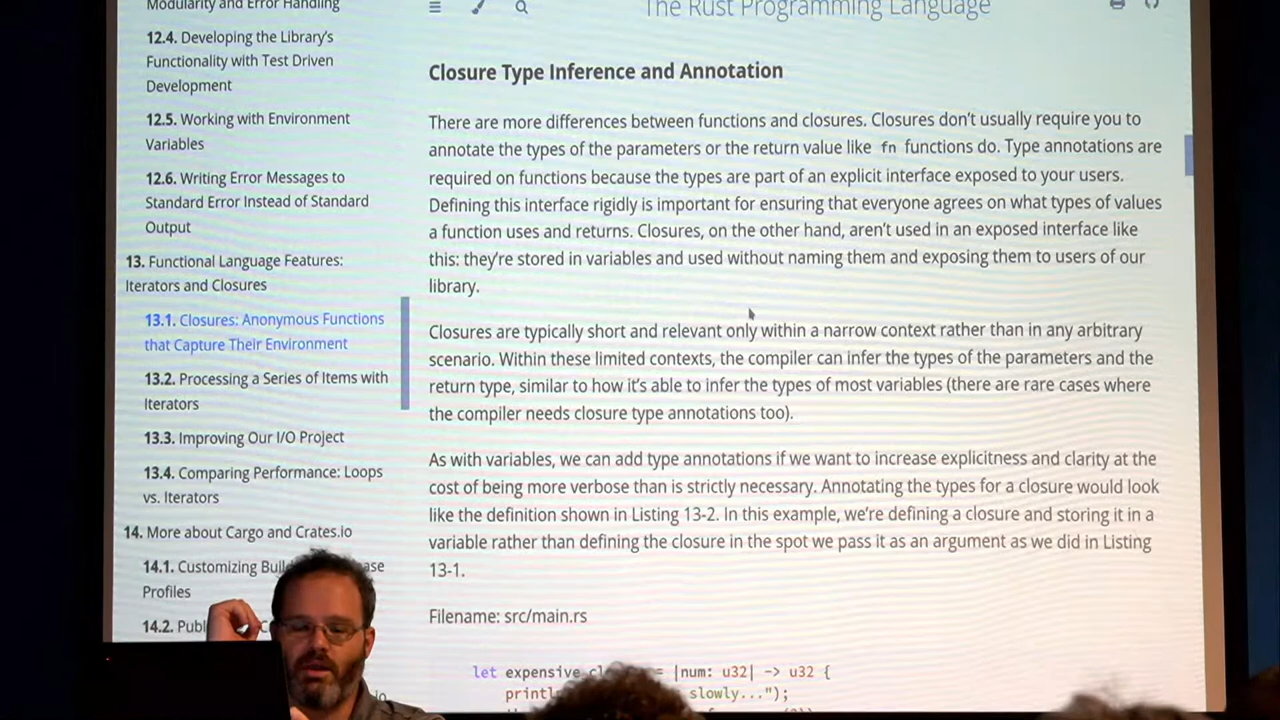 Modularity and Error Handling
12.4. Developing the Library's
Functionality with Test Driven
Development
12.5. Working with Environment
Variables
12.6. Writing Error Messages to
Standard Error Instead of Standard
Output
13. Functional Language Features:
Iterators and Closures
13.1. Closures: Anonymous Functions
that Capture Their Environment
13.2. Processing a Series of Items with
Iterators
13.3. Improving Our I/O Project
13.4. Comparing Performance: Loops
vs. Iterators
14. More about Cargo and Crates.io
14.1. Customizing
Profiles
14.2.
The Rust Programming Language
Closure Type Inference and Annotation
There are more differences between functions and closures. Closures don't usually require you to
annotate the types of the parameters or the return value like fn functions do. Type annotations are
required on functions because the types are part of an explicit interface exposed to your users.
Defining this interface rigidly is important for ensuring that everyone agrees on what types of values
a function uses and returns. Closures, on the other hand, aren't used in an exposed interface like
this: they're stored in variables and used without naming them and exposing them to users of our
library.
Closures are typically short and relevant only within a narrow context rather than in any arbitrary
scenario. Within these limited contexts, the compiler can infer the types of the parameters and the
return type, similar to how it's able to infer the types of most variables (there are rare cases where
the compiler needs closure type annotations too).
As with variables, we can add type annotations if we want to increase explicitness and clarity at the
cost of being more verbose than is strictly necessary. Annotating the types for a closure would look
like the definition shown in Listing 13-2. In this example, we're defining a closure and storing it in a
variable rather than defining the closure in the spot we pass it as an argument as we did in Listing
13-1.
Filename: src/main.rs
let expensive = |num: u32| -> u32 {
slowly...");